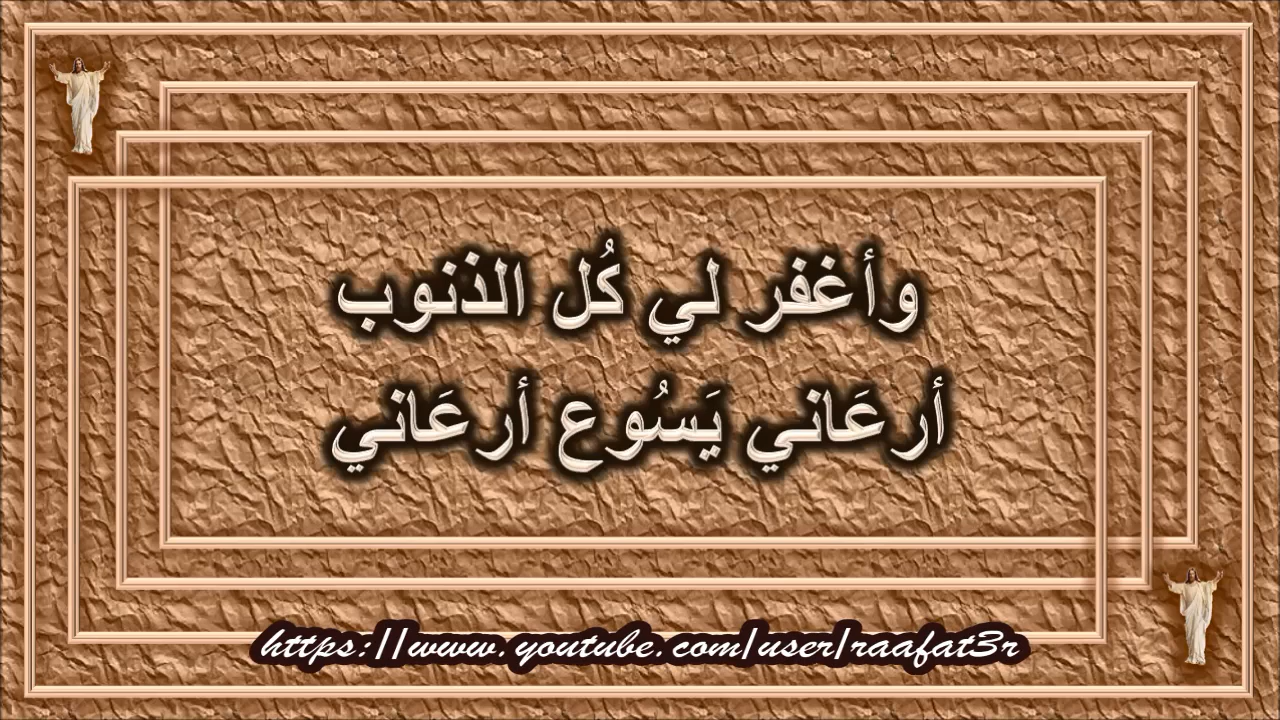 وأغفر لي كُل الذنوب
أرعَاني يَسُوع أرعَاني
https://www.youtube.com/user/raafat3r